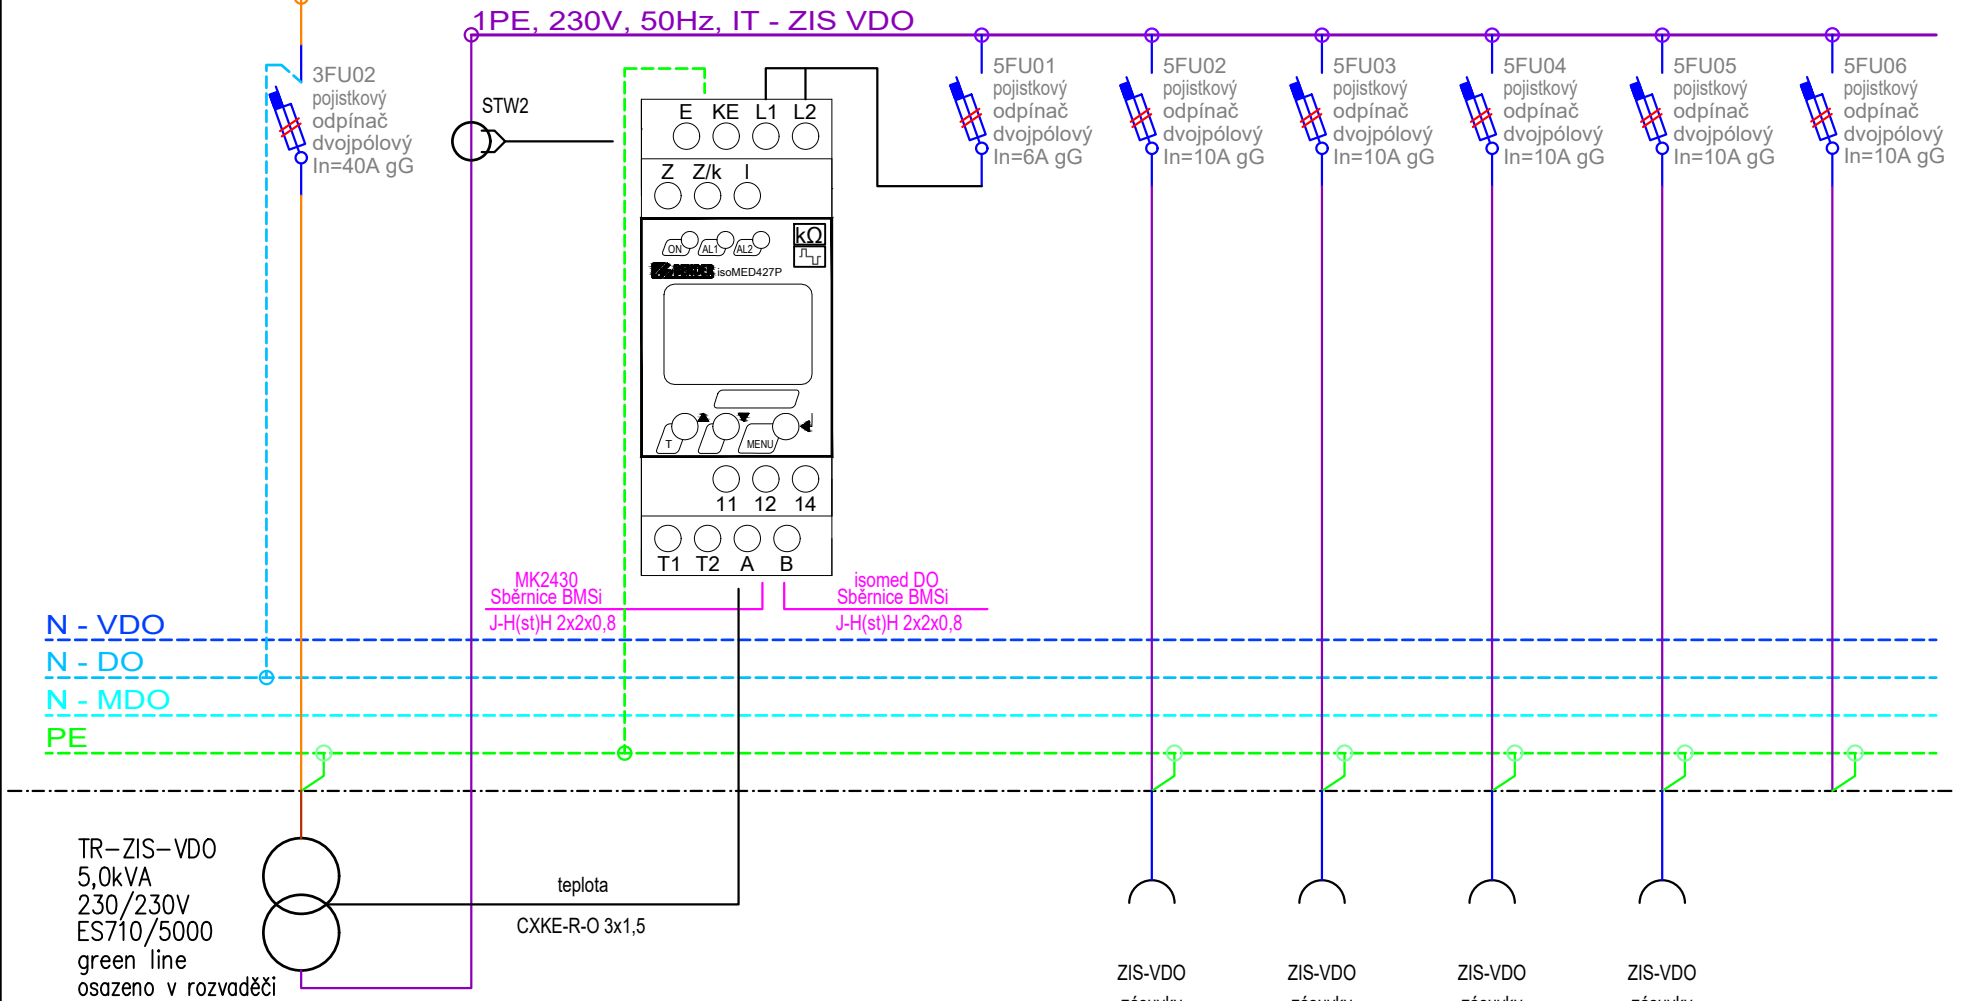 1PE, 230V, 50Hz, IT - ZIS VDO
3FU02
pojistkový
odpínač
dvojpólový
In=40A gG
STW2
E KE L1 L2
Z Z/k I
ON AL1 AL2
kΩ
BENDER isoMED427P
T MENU
11 12 14
T1 T2 A B
5FU01
pojistkový
odpínač
dvojpólový
In=6A gG
5FU02
pojistkový
odpínač
dvojpólový
In=10A gG
5FU03
pojistkový
odpínač
dvojpólový
In=10A gG
5FU04
pojistkový
odpínač
dvojpólový
In=10A gG
5FU05
pojistkový
odpínač
dvojpólový
In=10A gG
5FU06
pojistkový
odpínač
dvojpólový
In=10A gG
MK2430
Sběrnice BMSi
J-H(st)H 2x2x0,8
isomed DO
Sběrnice BMSi
J-H(st)H 2x2x0,8
N - VDO
N - DO
N - MDO
PE
TR-ZIS-VDO
5,0kVA
230/230V
ES710/5000
green line
osazeno v rozvaděči
teplota
CXKE-R-O 3x1,5
ZIS-VDO
ZIS-VDO
ZIS-VDO
ZIS-VDO